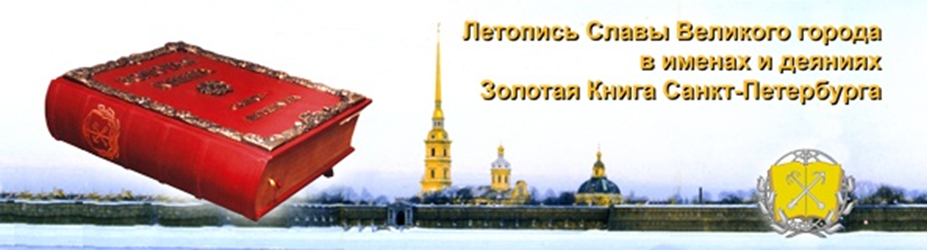 Летопись Славы Великого города
в именах и деяниях
Золотая Книга Санкт-Петербурга